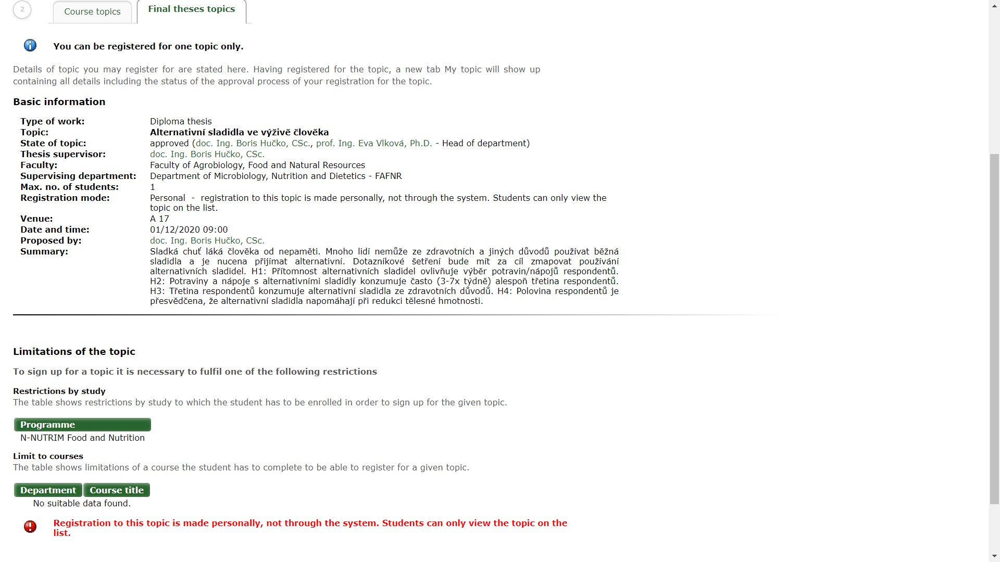 2
Course topics
Final theses topics
You can be registered for one topic only.
Details of topic you may register for are stated here. Having registered for the topic, a new tab My topic will show up
containing all details including the status of the approval process of your registration for the topic.
Basic information
Type of work: Diploma thesis
Topic: Alternativní sladidla ve výživě člověka
State of topic: approved (doc. Ing. Boris Hučko, CSc., prof. Ing. Eva Vlková, Ph.D. - Head of department)
Thesis supervisor: doc. Ing. Boris Hučko, CSc.
Faculty: Faculty of Agrobiology, Food and Natural Resources
Supervising department: Department of Microbiology, Nutrition and Dietetics - FAFNR
Max. no. of students: 1
Registration mode: Personal - registration to this topic is made personally, not through the system. Students can only view the
topic on the list.
Venue: A 17
Date and time: 01/12/2020 09:00
Proposed by: doc. Ing. Boris Hučko, CSc.
Summary: Sladká chuť láká člověka od nepaměti. Mnoho lidí nemůže ze zdravotních a jiných důvodů používat běžná
sladidla a je nucena přijímat alternativní. Dotazníkové šetření bude mít za cíl zmapovat používání
alternativních sladidel. H1: Přítomnost alternativních sladidel ovlivňuje výběr potravin/nápojů respondentů.
H2: Potraviny a nápoje s alternativními sladidly konzumuje často (3-7x týdně) alespoň třetina respondentů.
H3: Třetina respondentů konzumuje alternativní sladidla ze zdravotních důvodů. H4: Polovina respondentů je
přesvědčena, že alternativní sladidla napomáhají při redukci tělesné hmotnosti.
Limitations of the topic
To sign up for a topic it is necessary to fulfil one of the following restrictions
Restrictions by study
The table shows restrictions by study to which the student has to be enrolled in order to sign up for the given topic.
Programme
N-NUTRIM Food and Nutrition
Limit to courses
The table shows limitations of a course the student has to complete to be able to register for a given topic.
Department Course title
No suitable data found.
Registration to this topic is made personally, not through the system. Students can only view the topic on the
list.